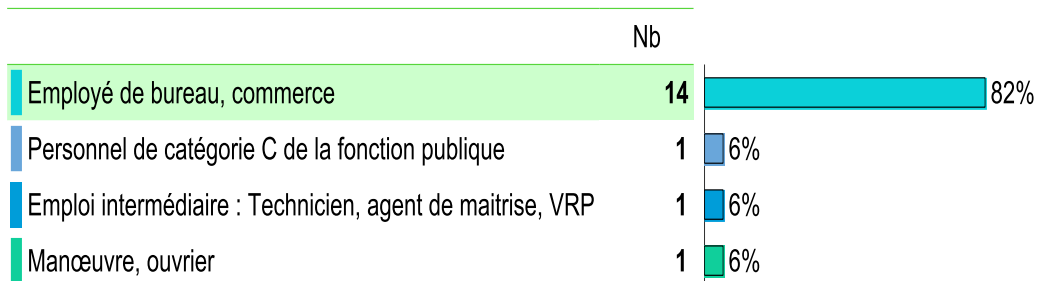 Nb
Employé de bureau, commerce 14 82%
Personnel de catégorie C de la fonction publique 1 6%
Emploi intermédiaire : Technicien, agent de maitrise, VRP 1 6%
Manœuvre, ouvrier 1 6%